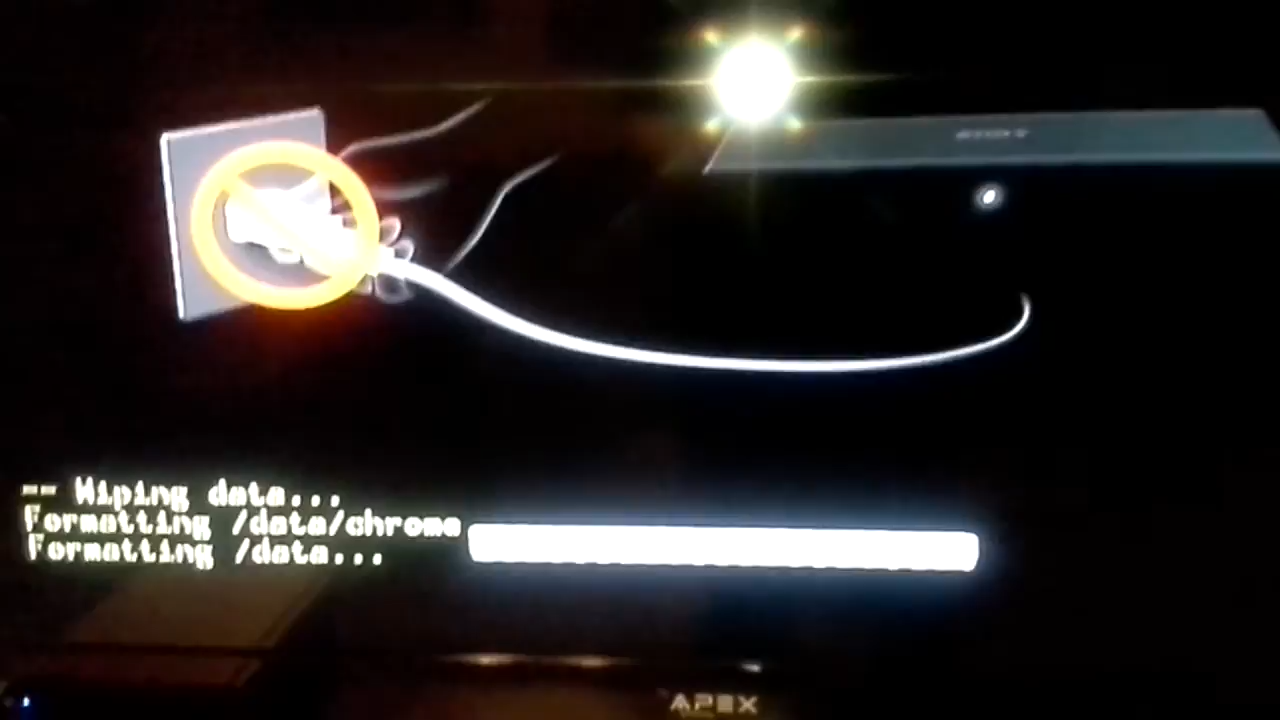 -- Wiping data...
Formatting /data/chrome
Formatting /data...
APEX